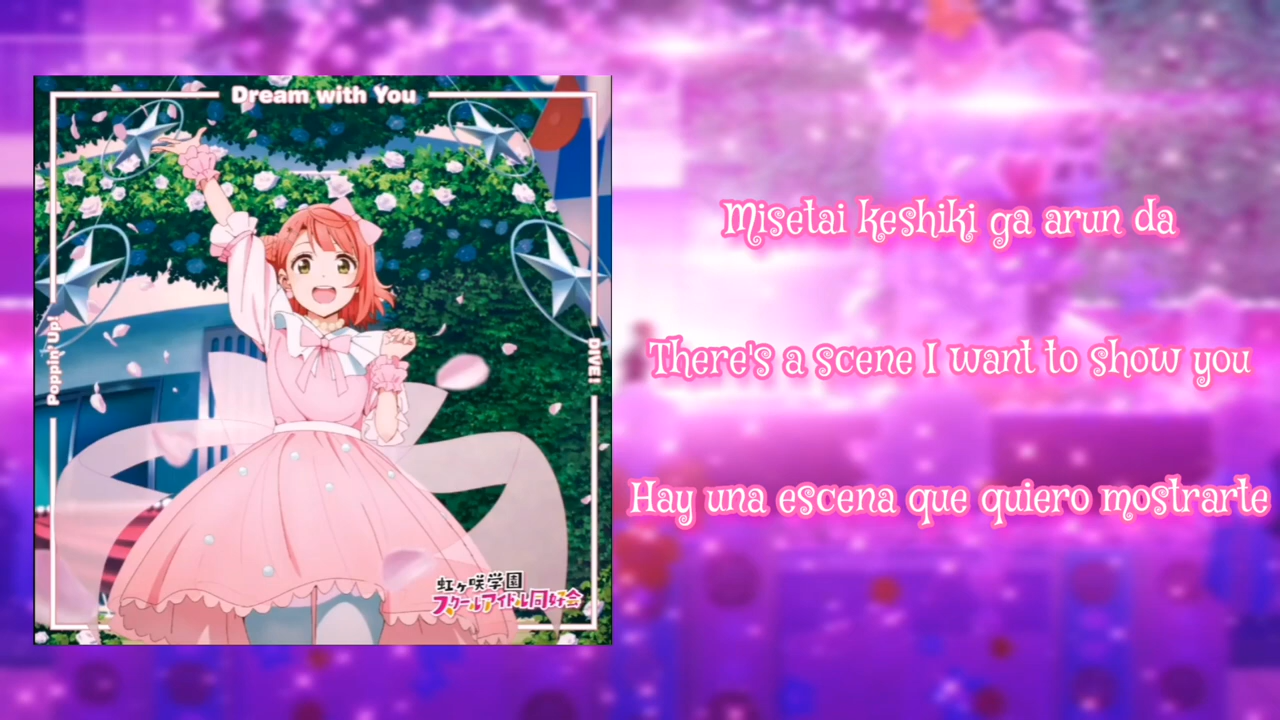 Dream with You
Poppin' Up!
DIVE!
虹ヶ咲学園
スクールアイドル同好会
Misetai keshiki ga arun da
There's a scene I want to show you
Hay una escena que quiero mostrarte